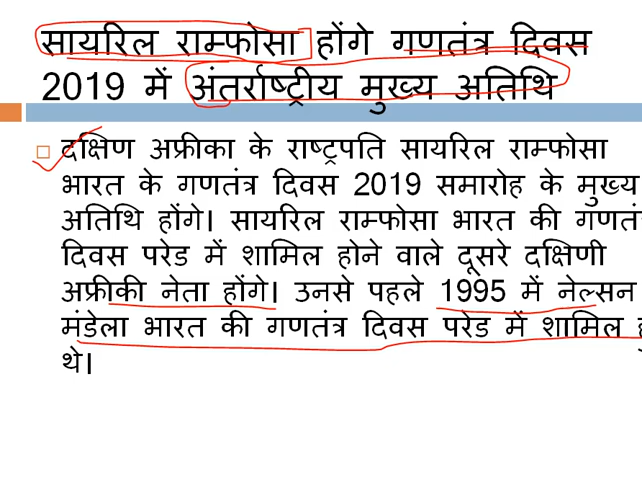 सायरिल राम्फोसा होंगे गणतंत्र दिवस
2019 में अंतर्राष्ट्रीय मुख्य अतिथि
दक्षिण अफ्रीका के राष्ट्रपति सायरिल राम्फोसा
भारत के गणतंत्र दिवस 2019 समारोह के मुख्य
अतिथि होंगे। सायरिल राम्फोसा भारत की
दिवस परेड में शामिल होने वाले दूसरे दक्षिणी
अफ्रीकी नेता होंगे। उनसे पहले 1995 में नेल्सन
मंडेला भारत की गणतंत्र दिवस परेड में शामिल
थे।